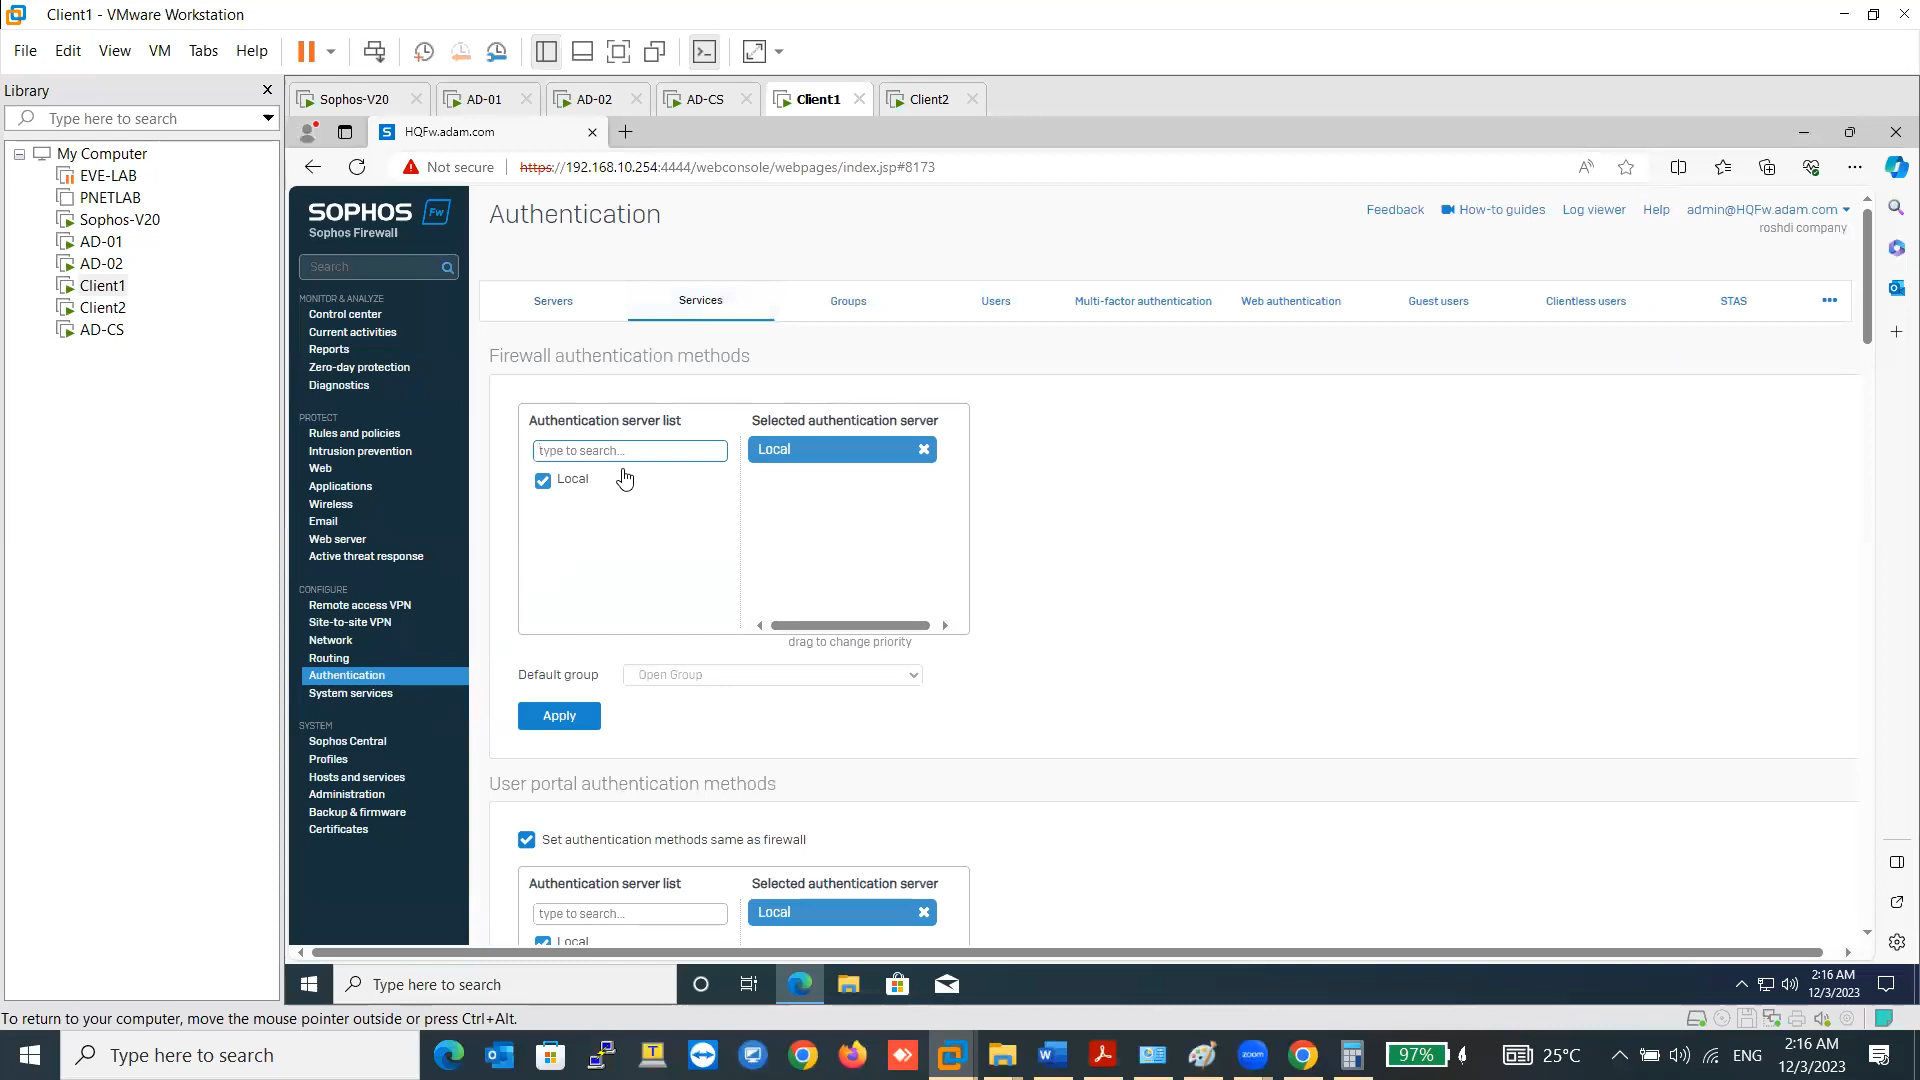 Client1 - VMware Workstation
File Edit View VM Tabs Help
Library
Type here to search
My Computer
EVE-LAB
PNETLAB
Sophos-V20
AD-01
AD-02
Client1
Client2
AD-CS
Sophos-V20 AD-01 AD-02 AD-CS Client1 Client2
HQFw.adam.com
Not secure https://192.168.10.254:4444/webconsole/webpages/index.jsp#8173
SOPHOS Fw
Sophos Firewall
Search
MONITOR & ANALYZE
Control center
Current activities
Reports
Zero-day protection
Diagnostics
PROTECT
Rules and policies
Intrusion prevention
Web
Applications
Wireless
Email
Web server
Active threat response
CONFIGURE
Remote access VPN
Site-to-site VPN
Network
Routing
Authentication
System services
SYSTEM
Sophos Central
Profiles
Hosts and services
Administration
Backup & firmware
Certificates
Authentication
Feedback How-to guides Log viewer Help admin@HQFw.adam.com
roshdi company
Servers Services Groups Users Multi-factor authentication Web authentication Guest users Clientless users STAS
Firewall authentication methods
Authentication server list Selected authentication server
type to search... Local
Local
drag to change priority
Default group Open Group
Apply
User portal authentication methods
Set authentication methods same as firewall
Authentication server list Selected authentication server
type to search... Local
Local
Type here to search
2:16 AM
12/3/2023
To return to your computer, move the mouse pointer outside or press Ctrl+Alt.
Type here to search
zoom
97%
25°C
ENG
2:16 AM
12/3/2023